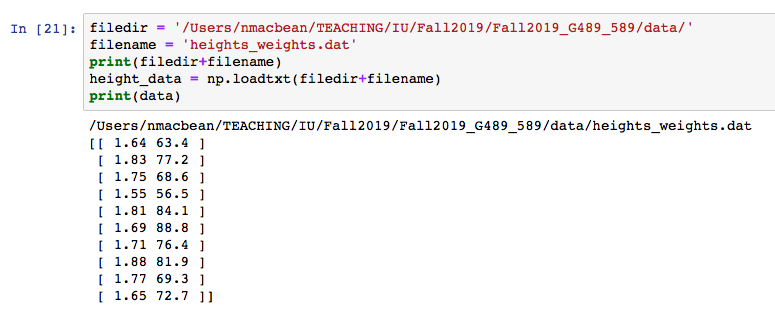 In [21]: filedir = '/Users/nmacbean/TEACHING/IU/Fall2019/Fall2019_G489_589/data/'
filename = 'heights_weights.dat'
print(filedir+filename)
height_data = np.loadtxt(filedir+filename)
print(data)
/Users/nmacbean/TEACHING/IU/Fall2019/Fall2019_G489_589/data/heights_weights.dat
[[ 1.64 63.4 ]
[ 1.83 77.2 ]
[ 1.75 68.6 ]
[ 1.55 56.5 ]
[ 1.81 84.1 ]
[ 1.69 88.8 ]
[ 1.71 76.4 ]
[ 1.88 81.9 ]
[ 1.77 69.3 ]
[ 1.65 72.7 ]]